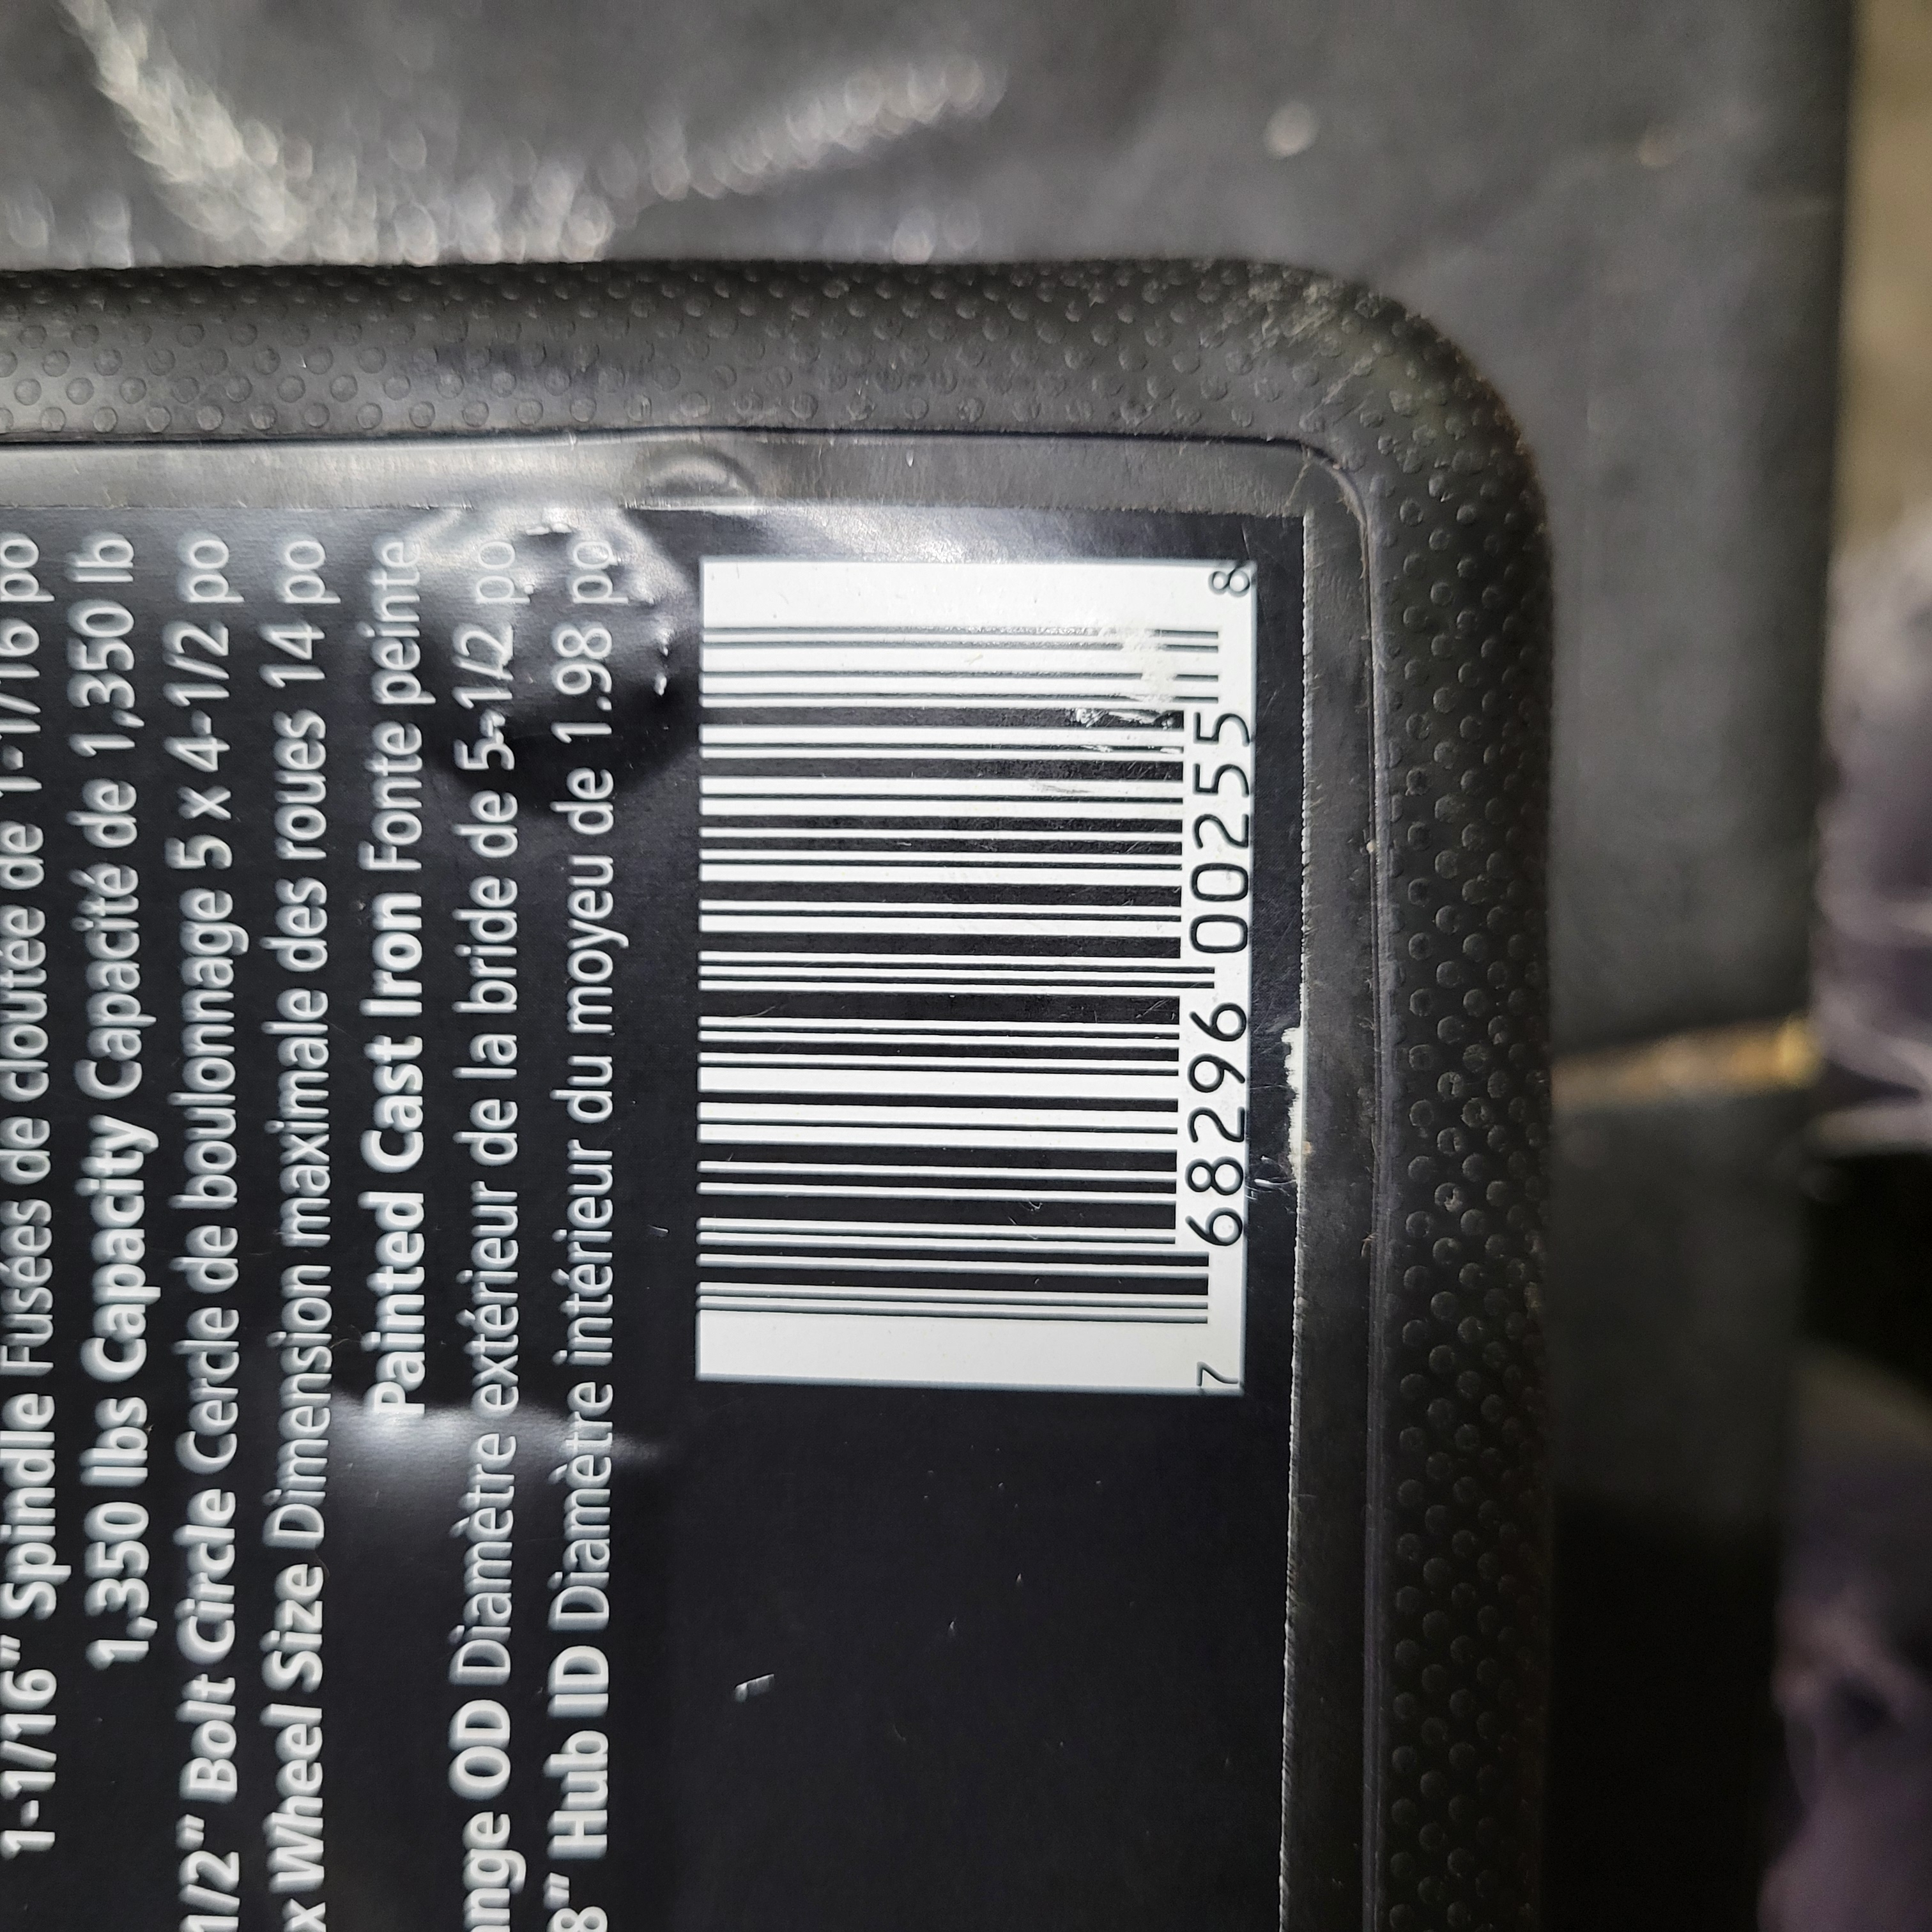 1-1/16" Spindle Fusées de cloutée de 1-1/16 po
1,350 lbs Capacity Capacité de 1,350 lb
1/2" Bolt Circle Cercle de boulonnage 5 x 4-1/2 po
x Wheel Size Dimension maximale des roues 14 po
Painted Cast Iron Fonte peinte
ange OD Diamètre extérieur de la bride de 5-1/2 po
8" Hub ID Diamètre intérieur du moyeu de 1.98 po
7 68296 00255 8